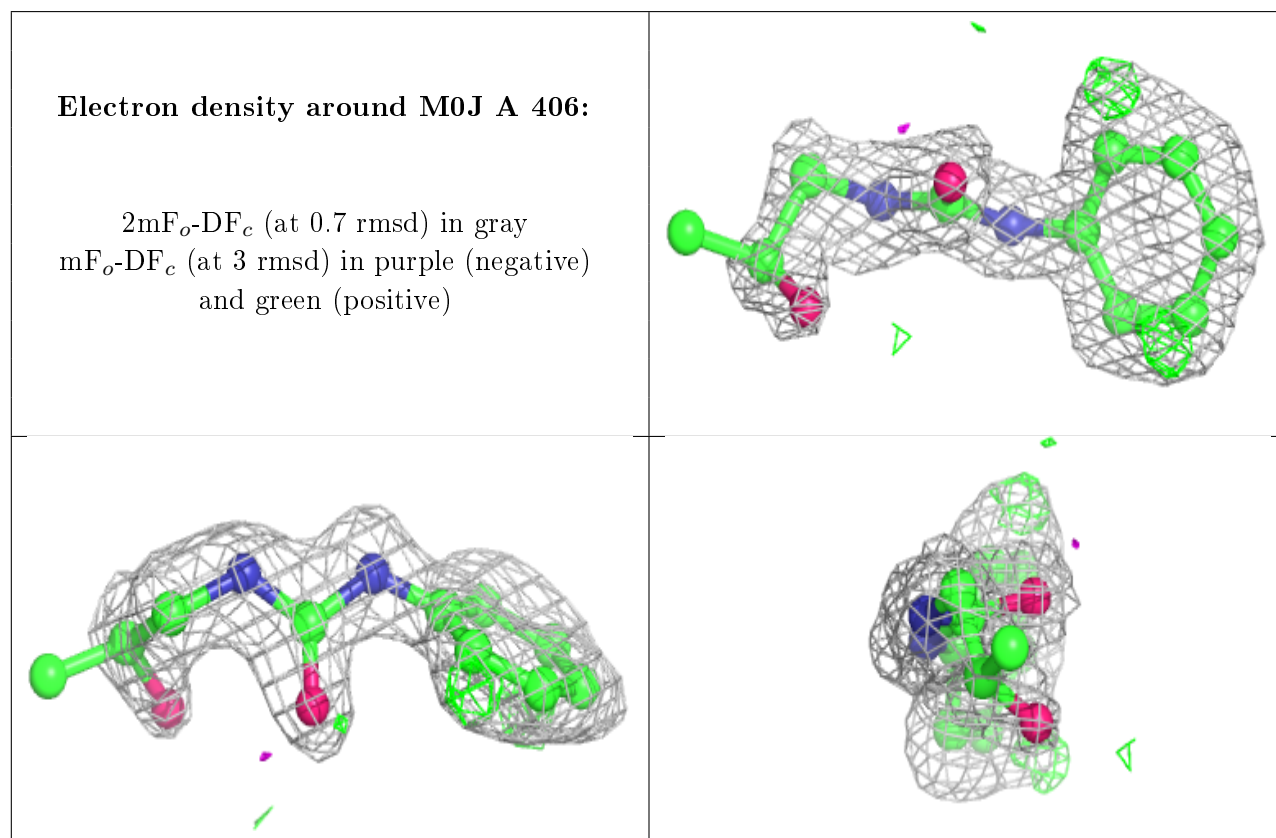 Electron density around M0J A 406:
2mFo-DFc (at 0.7 rmsd) in gray
mFo-DFc (at 3 rmsd) in purple (negative)
and green (positive)